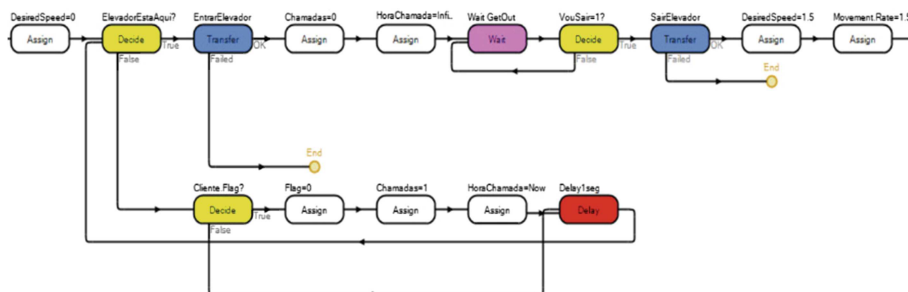 DesiredSpeed=0
ElevadorEstaAqui?
EntrarElevador
Chamadas=0
HoraChamada=Infi..
Wait GetOut
VouSair=1?
SairElevador
DesiredSpeed=1.5
Movement.Rate=1.5
Assign
Decide
Transfer
Assign
Assign
Wait
Decide
Transfer
Assign
Assign
True
OK
True
OK
False
Failed
False
Failed
End
End
Cliente.Flag?
Flag=0
Chamadas=1
HoraChamada=Now
Delay1seg
Decide
Assign
Assign
Assign
Delay
True
False